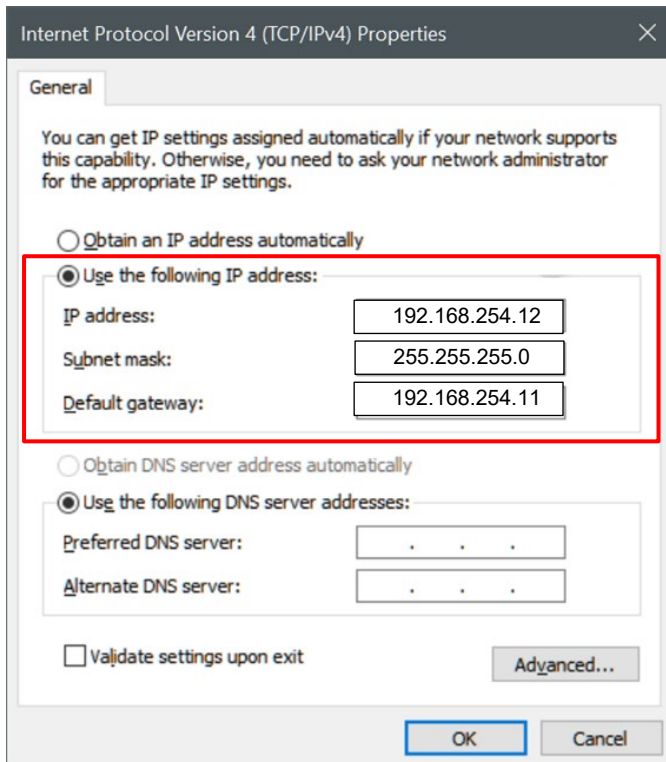 Internet Protocol Version 4 (TCP/IPv4) Properties
General
You can get IP settings assigned automatically if your network supports
this capability. Otherwise, you need to ask your network administrator
for the appropriate IP settings.
Obtain an IP address automatically
Use the following IP address:
IP address: 192.168.254.12
Subnet mask: 255.255.255.0
Default gateway: 192.168.254.11
Obtain DNS server address automatically
Use the following DNS server addresses:
Preferred DNS server: . . .
Alternate DNS server: . . .
Validate settings upon exit
Advanced...
OK Cancel